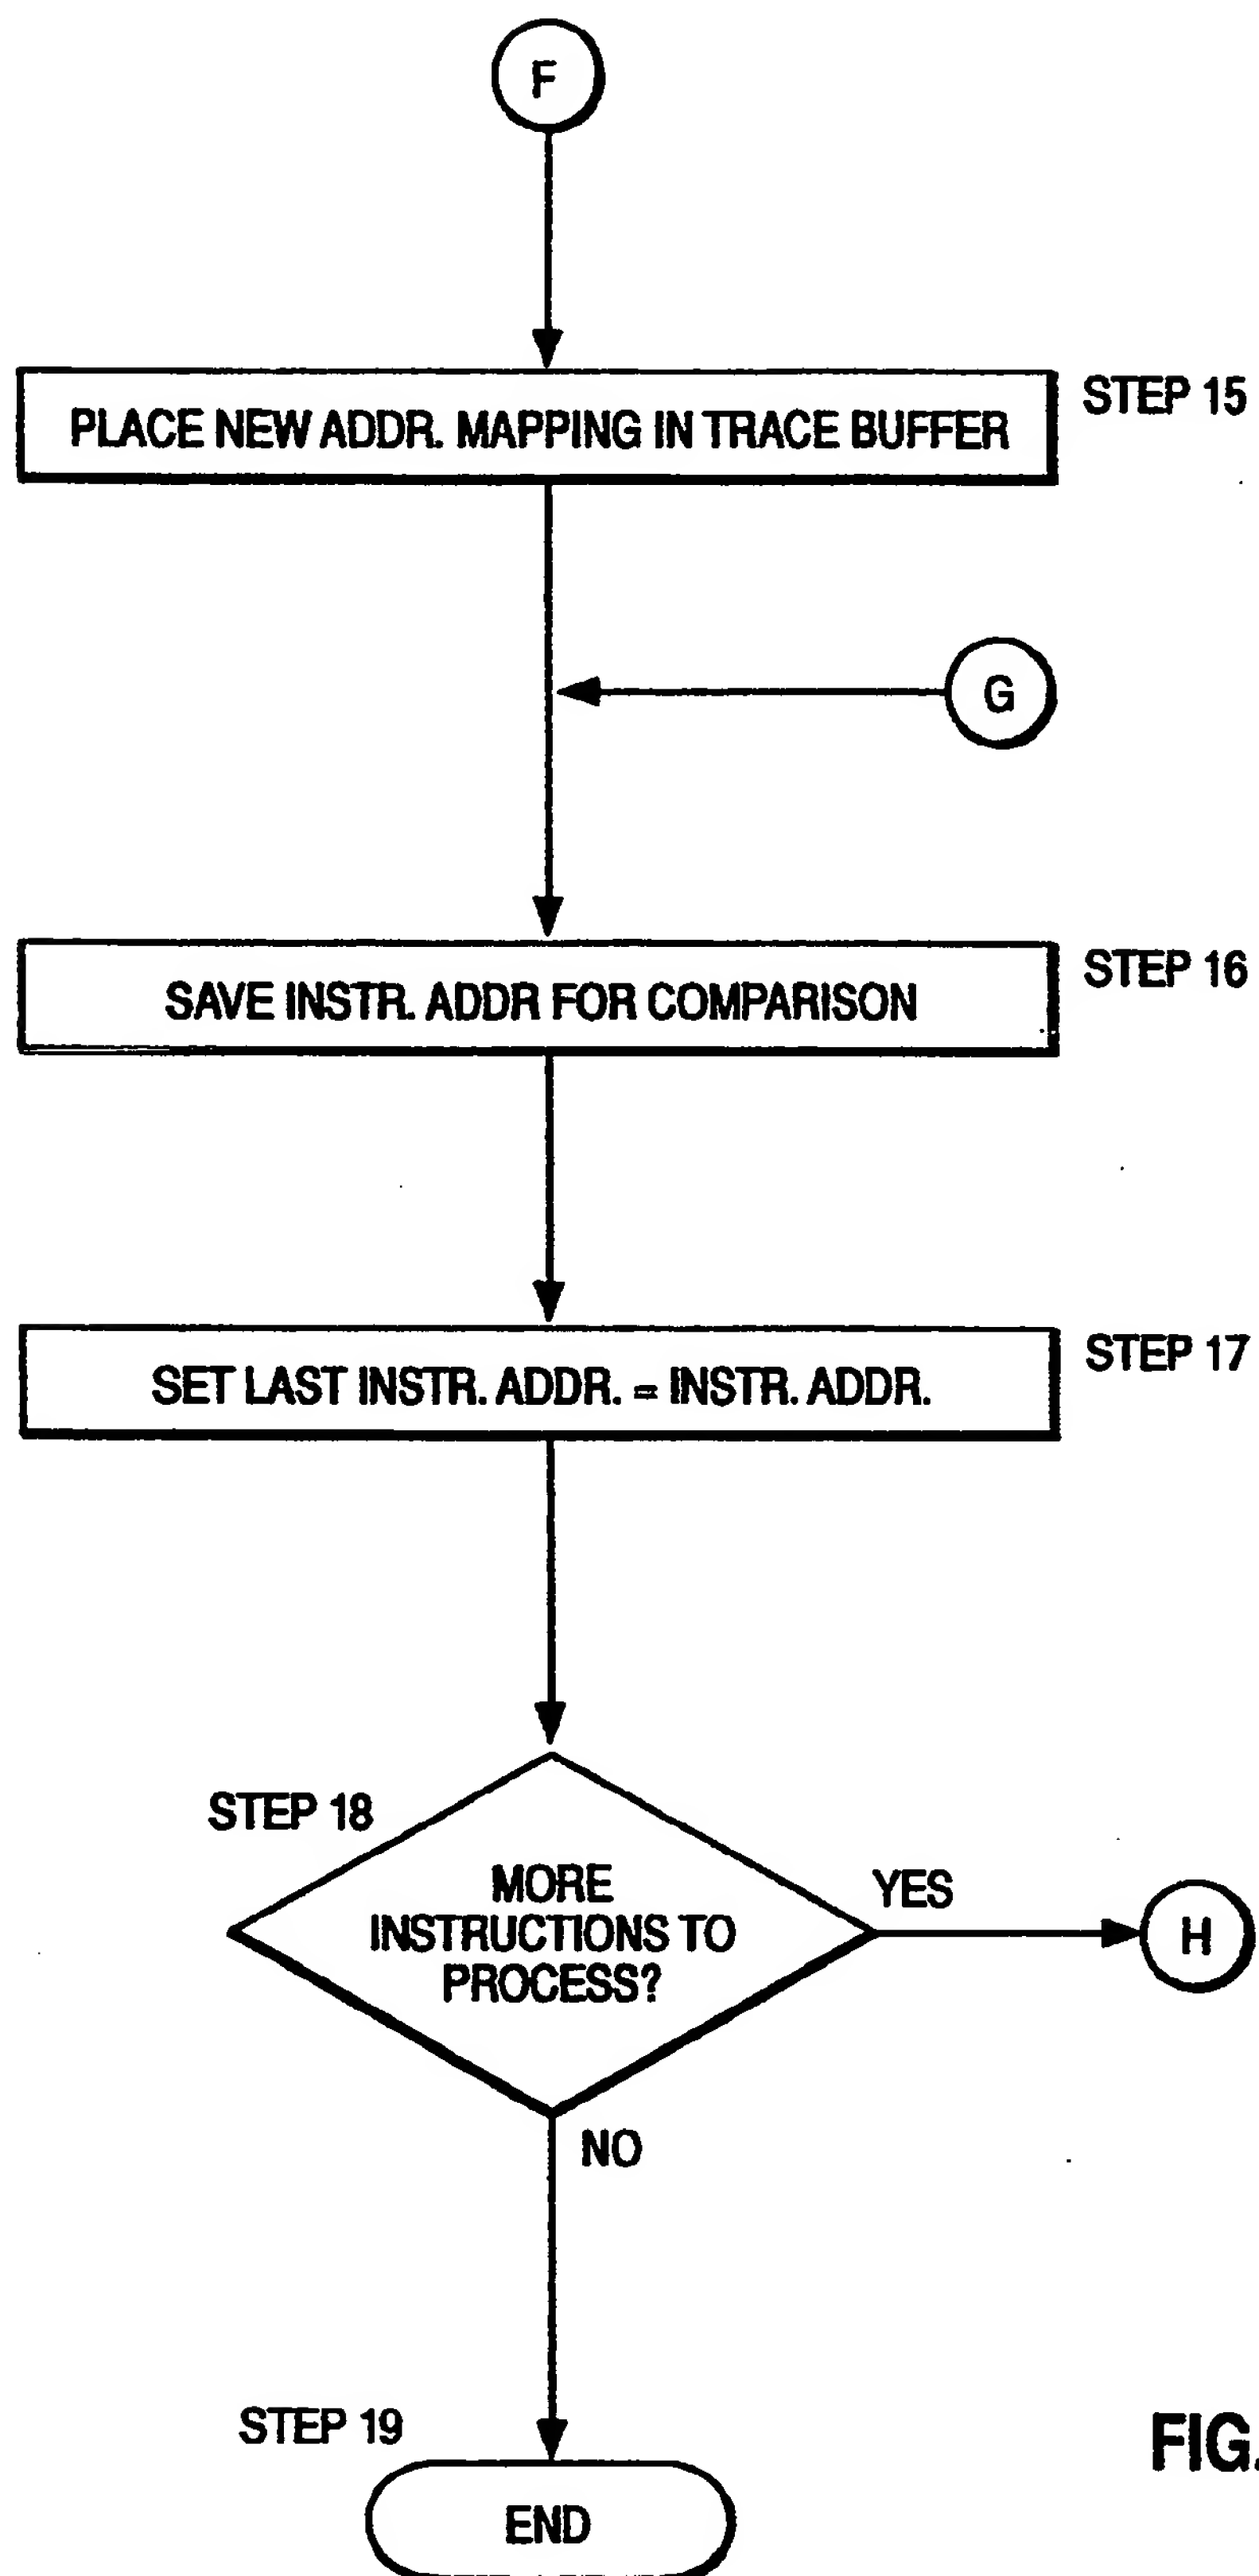 F
PLACE NEW ADDR. MAPPING IN TRACE BUFFER
STEP 15
G
SAVE INSTR. ADDR FOR COMPARISON
STEP 16
SET LAST INSTR. ADDR. = INSTR. ADDR.
STEP 17
STEP 18
MORE
INSTRUCTIONS TO
PROCESS?
YES
H
NO
STEP 19
END
FIG.